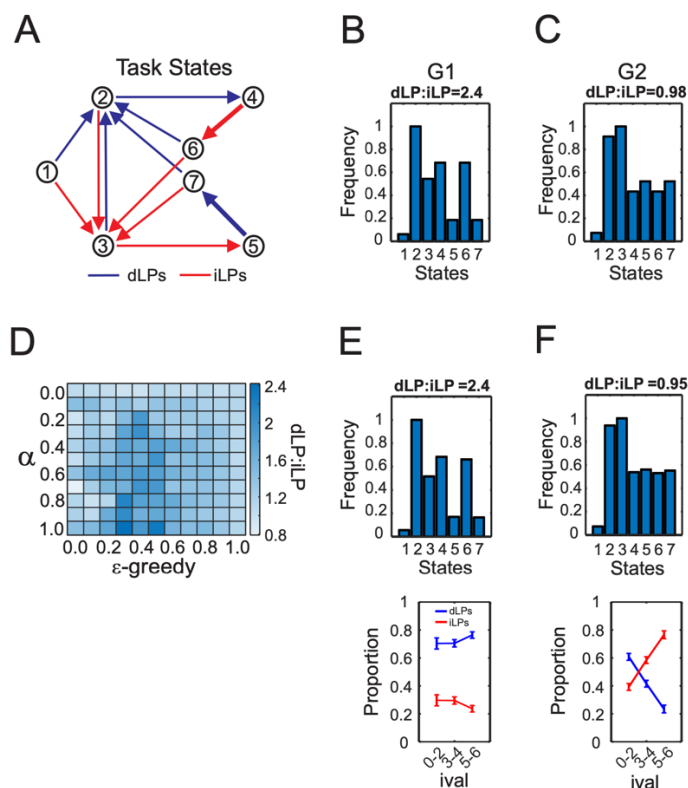 A
Task States
1
2
3
4
5
6
7
dLPs
iLPs
B
G1
dLP:iLP=2.4
Frequency
1
0.8
0.6
0.4
0.2
0
1 2 3 4 5 6 7
States
C
G2
dLP:iLP=0.98
Frequency
1
0.8
0.6
0.4
0.2
0
1 2 3 4 5 6 7
States
D
α
0.0
0.2
0.4
0.6
0.8
1.0
0.0 0.2 0.4 0.6 0.8 1.0
ε-greedy
2.4
2
1.6
1.2
0.8
dLP:iLP
E
dLP:iLP =2.4
Frequency
1
0.8
0.6
0.4
0.2
0
1 2 3 4 5 6 7
States
Proportion
1
0.8
0.6
0.4
0.2
0
dLPs
iLPs
0-2 3-4 5-6
ival
F
dLP:iLP =0.95
Frequency
1
0.8
0.6
0.4
0.2
0
1 2 3 4 5 6 7
States
Proportion
1
0.8
0.6
0.4
0.2
0
0-2 3-4 5-6
ival